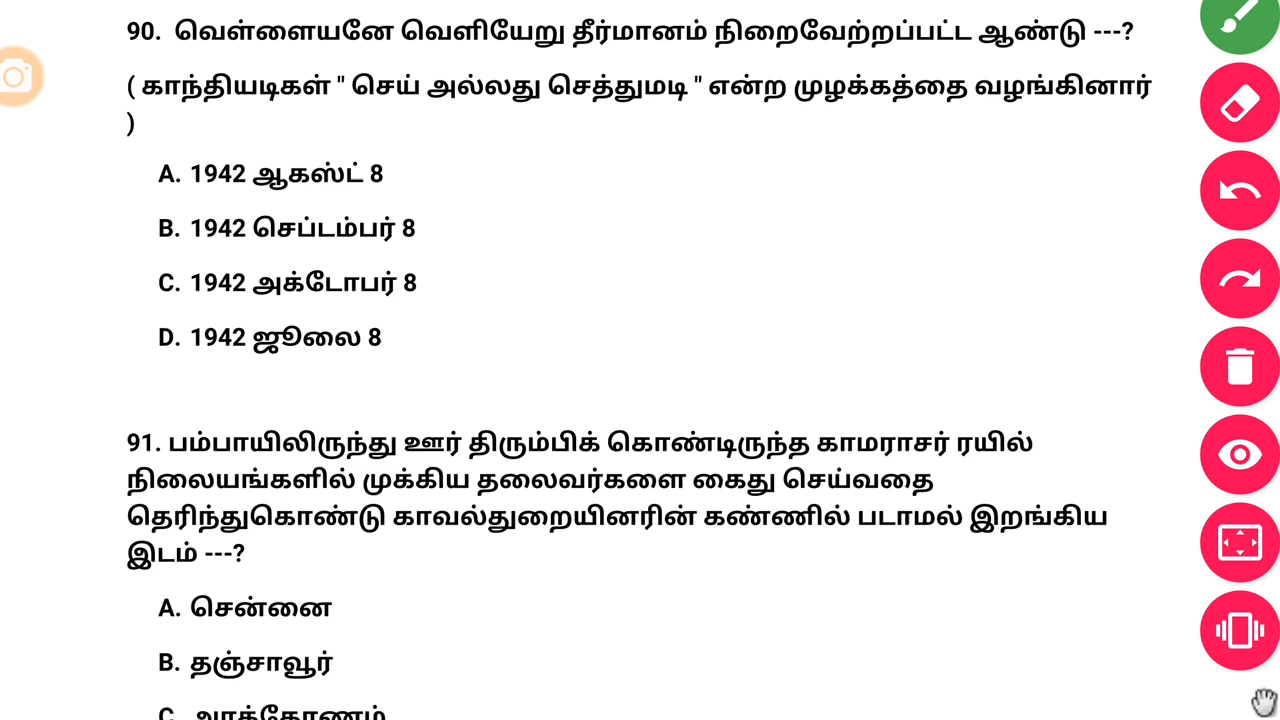 90. வெள்ளையனே வெளியேறு தீர்மானம் நிறைவேற்றப்பட்ட ஆண்டு ---?
( காந்தியடிகள் " செய் அல்லது செத்துமடி " என்ற முழக்கத்தை வழங்கினார்
)
A. 1942 ஆகஸ்ட் 8
B. 1942 செப்டம்பர் 8
C. 1942 அக்டோபர் 8
D. 1942 ஜூலை 8
91. பம்பாயிலிருந்து ஊர் திரும்பிக் கொண்டிருந்த காமராசர் ரயில்
நிலையங்களில் முக்கிய தலைவர்களை கைது செய்வதை
தெரிந்துகொண்டு காவல்துறையினரின் கண்ணில் படாமல் இறங்கிய
இடம் ---?
A. சென்னை
B. தஞ்சாவூர்
C. அரக்கோணம்